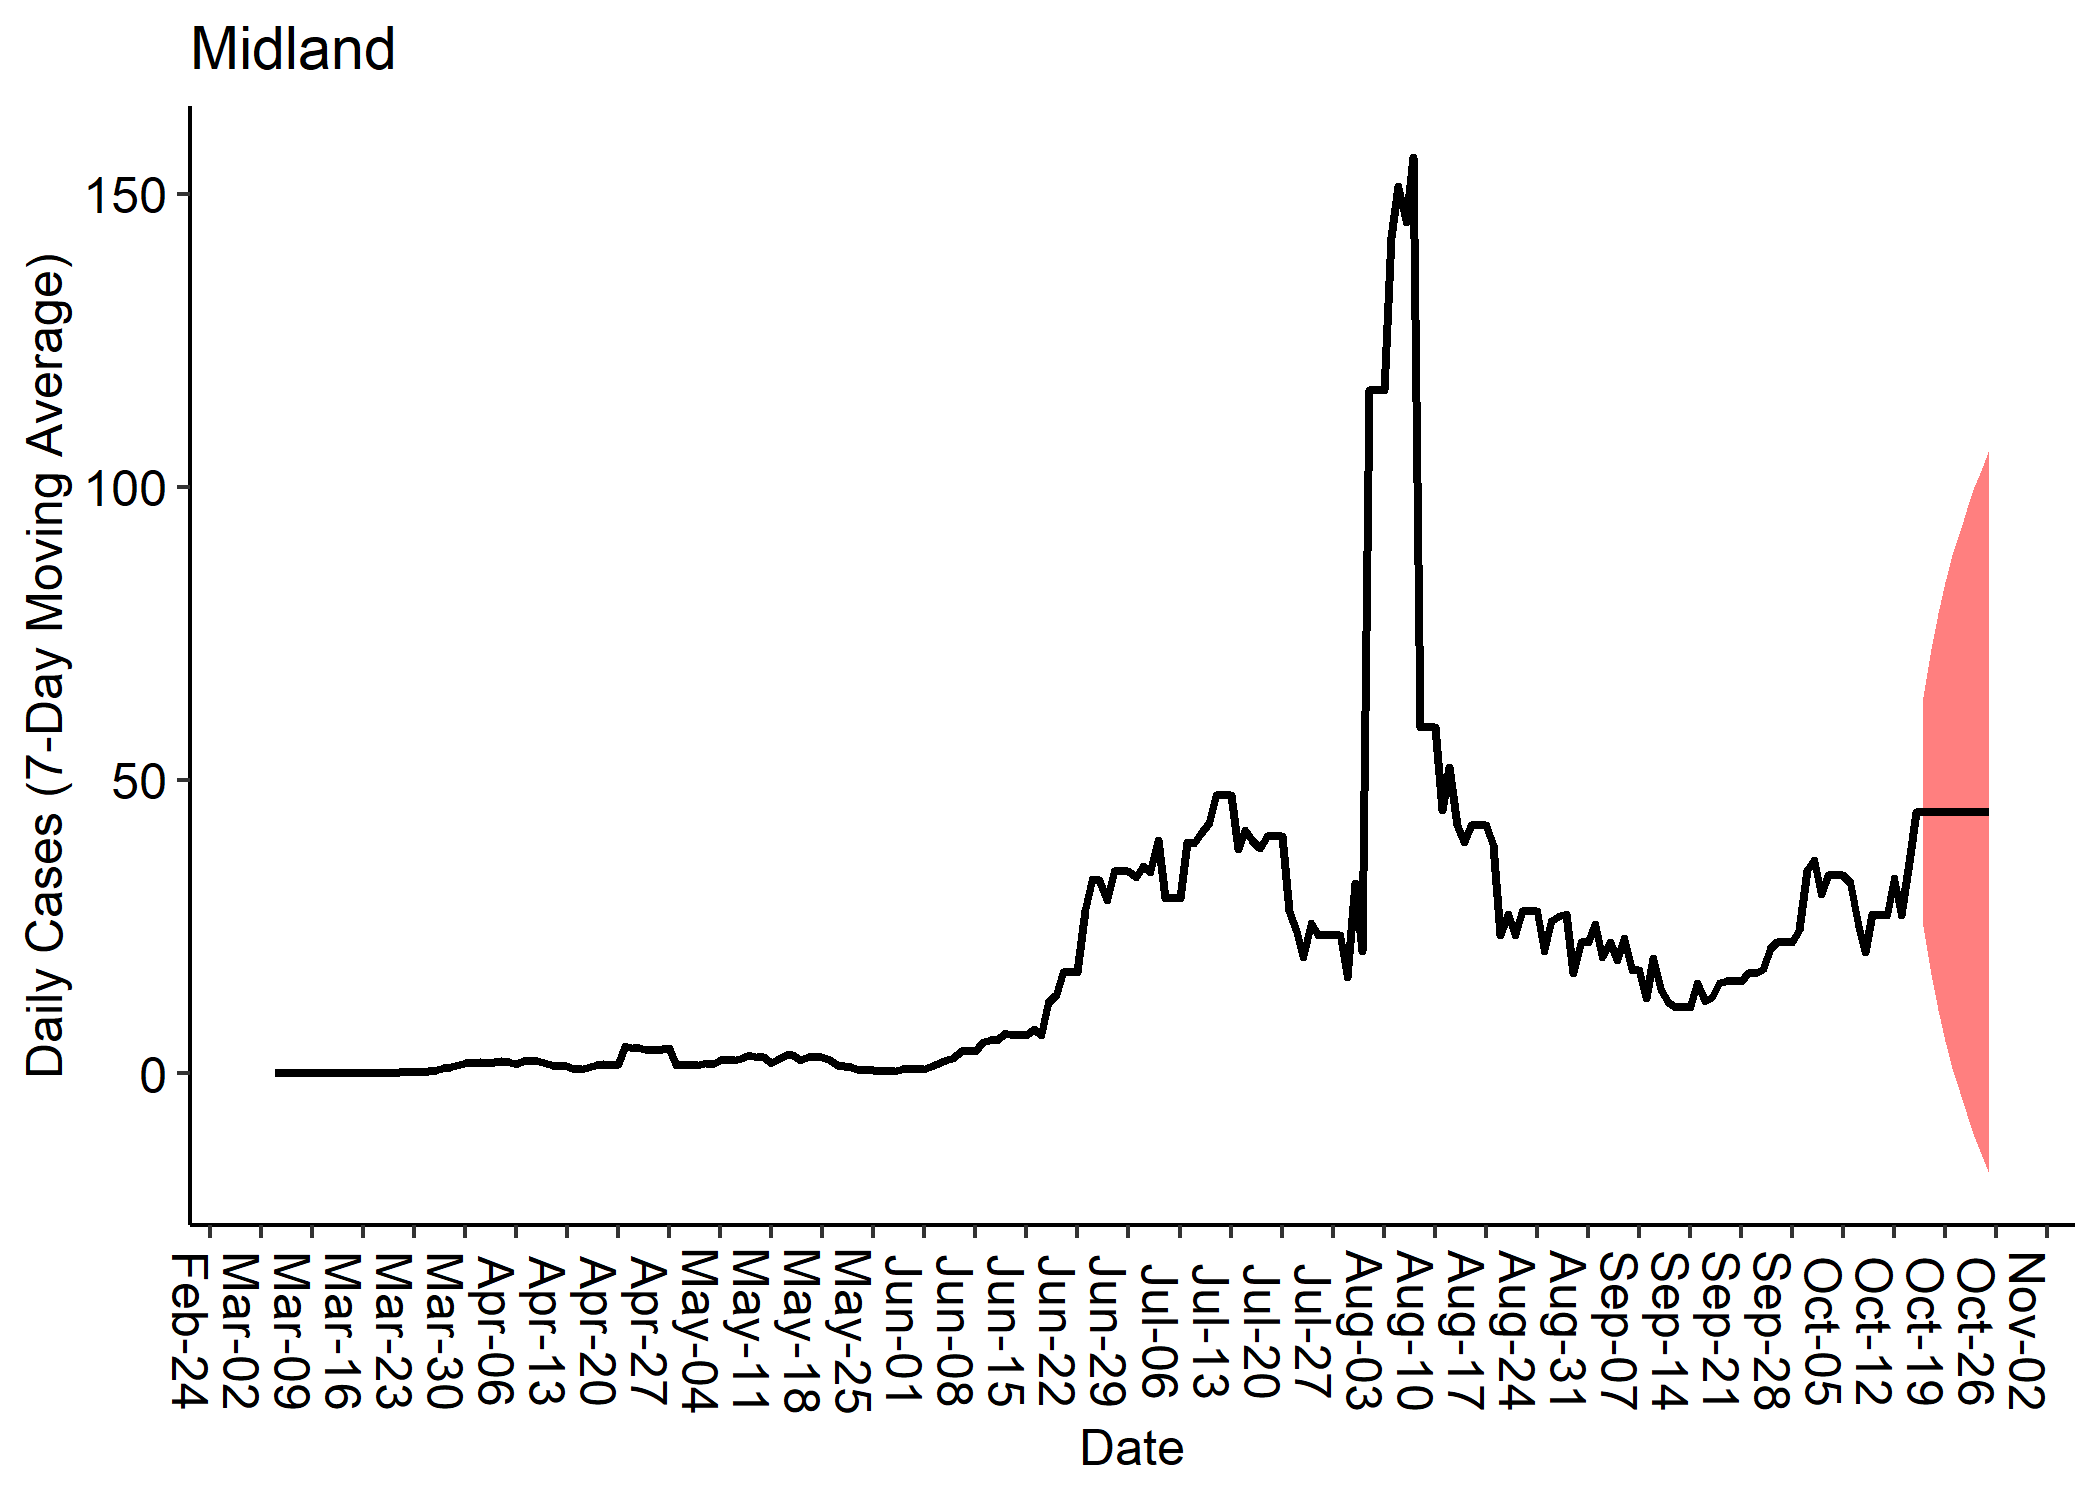 Midland
Daily Cases (7-Day Moving Average)
150
100
50
0
Feb-24
Mar-02
Mar-09
Mar-16
Mar-23
Mar-30
Apr-06
Apr-13
Apr-20
Apr-27
May-04
May-11
May-18
May-25
Jun-01
Jun-08
Jun-15
Jun-22
Jun-29
Jul-06
Jul-13
Jul-20
Jul-27
Aug-03
Aug-10
Aug-17
Aug-24
Aug-31
Sep-07
Sep-14
Sep-21
Sep-28
Oct-05
Oct-12
Oct-19
Oct-26
Nov-02
Date